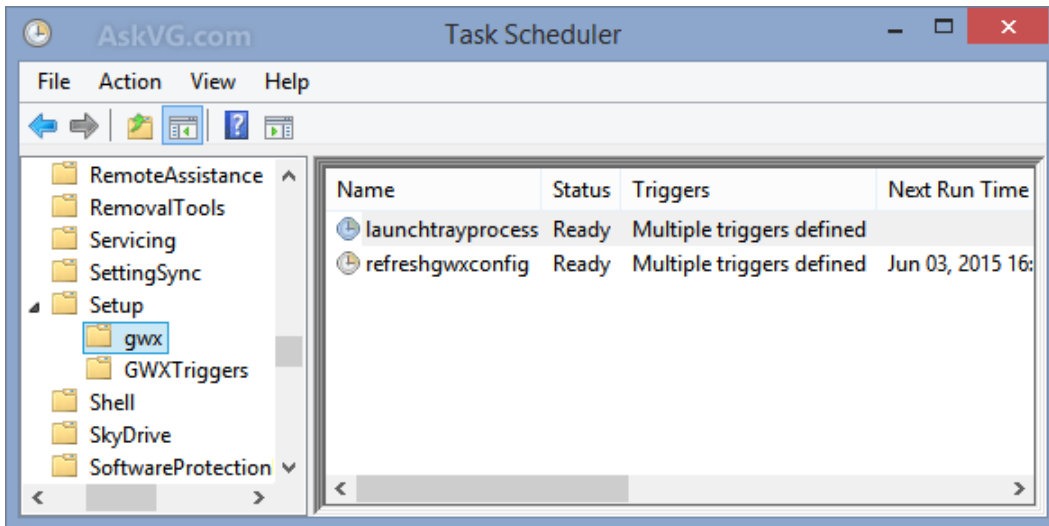 AskVG.com Task Scheduler
File Action View Help
RemoteAssistance
RemovalTools
Servicing
SettingSync
Setup
gwx
GWXTriggers
Shell
SkyDrive
SoftwareProtection
Name Status Triggers Next Run Time
launchtrayprocess Ready Multiple triggers defined
refreshgwxconfig Ready Multiple triggers defined Jun 03, 2015 16: